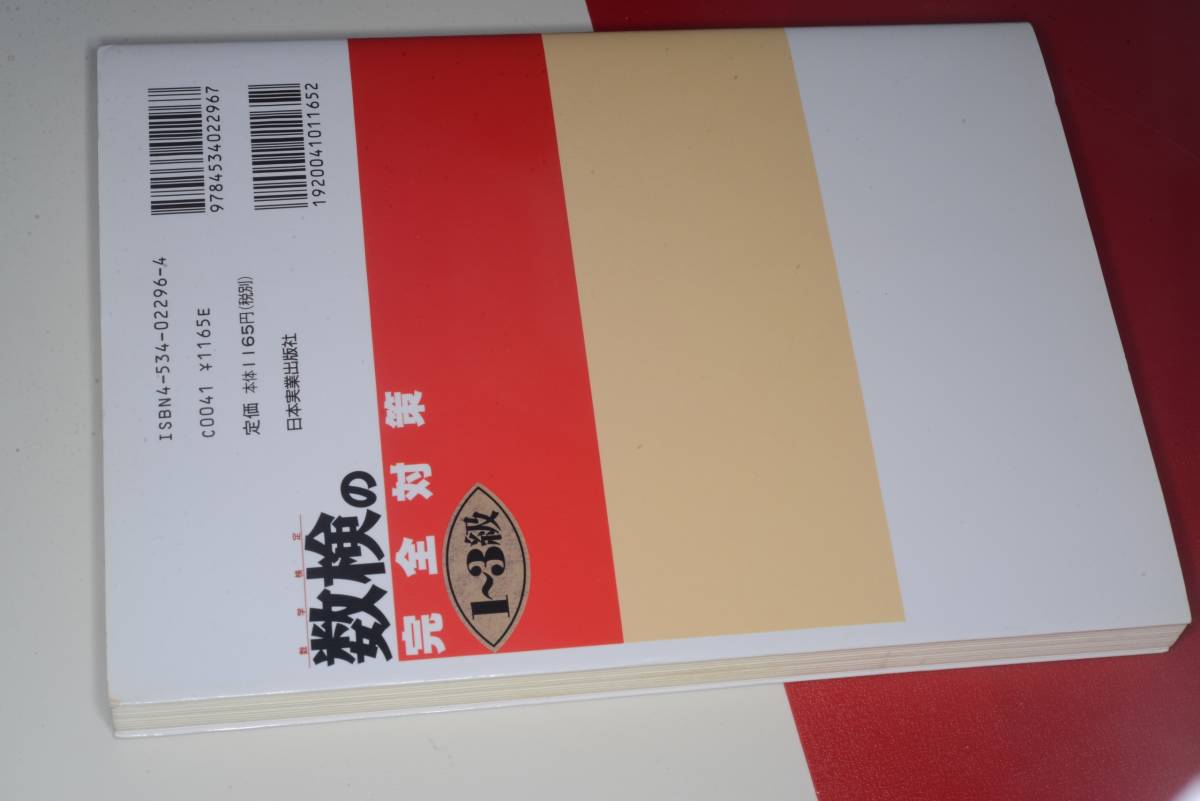 9784534022967
1920041011652
ISBN4-534-02296-4
C0041 ¥1165E
定価 本体1165円(税別)
日本実業出版社
数学検定
数検の
完全対策
1~3級